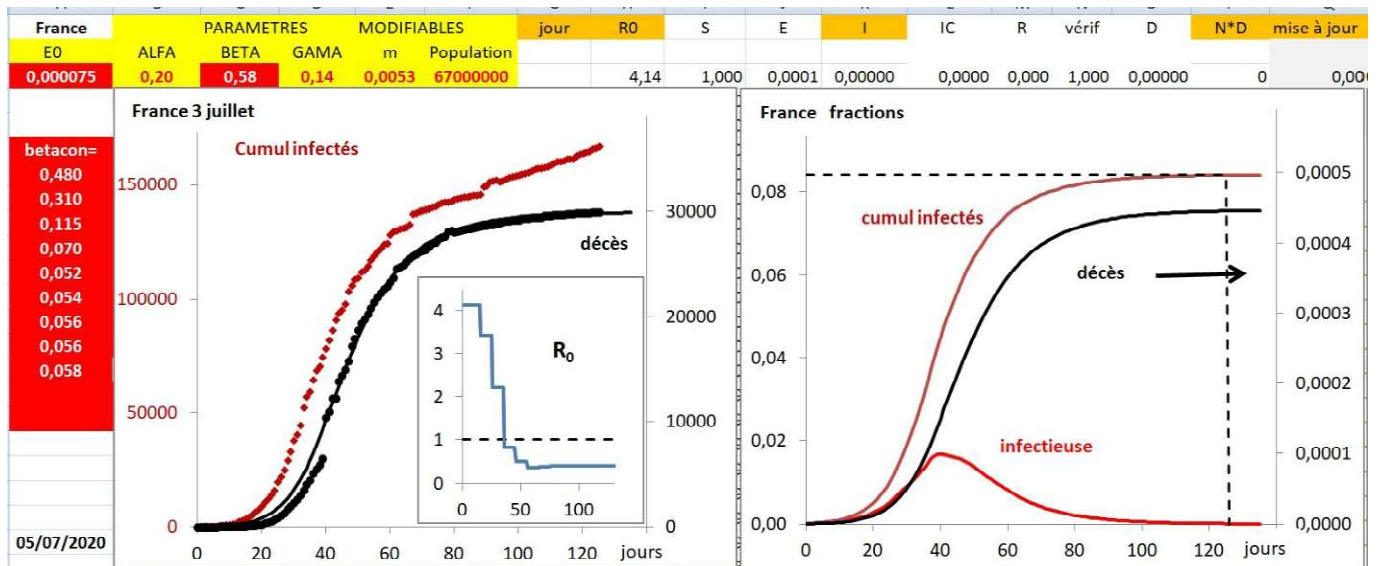 France PARAMETRES MODIFIABLES jour R0 S E I IC R vérif D N*D mise à jour
E0 ALFA BETA GAMA m Population
0,000075 0,20 0,58 0,14 0,0053 67000000 4,14 1,000 0,0001 0,000000 0,0000 0,000 1,000 0,00000 0
France 3 juillet
Cumul infectés
150000
100000
50000
0
30000
20000
10000
0
décès
4
3
2
1
0
R0
0 50 100
0 20 40 60 80 100 120 jours
France fractions
0,08
0,06
0,04
0,02
0,00
0,0005
0,0004
0,0003
0,0002
0,0001
0,0000
cumul infectés
décès
infectieuse
0 20 40 60 80 100 120 jours
betacon=
0,480
0,310
0,115
0,070
0,052
0,054
0,056
0,056
0,058
05/07/2020